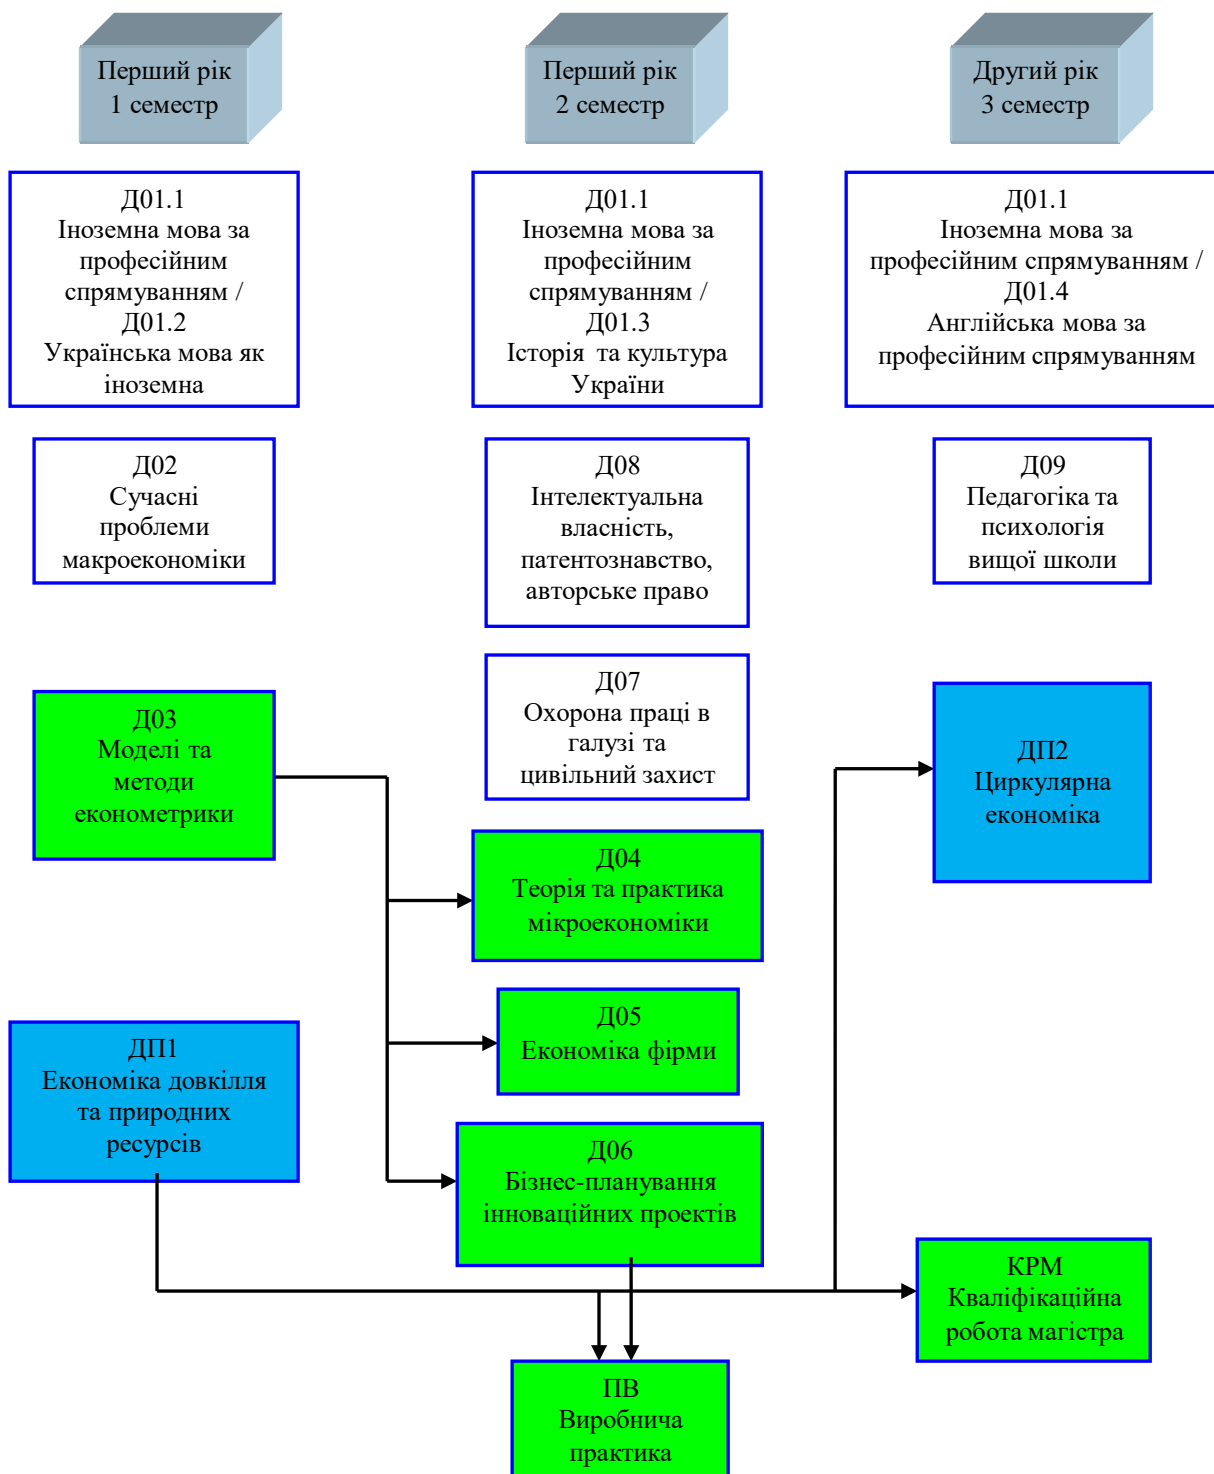 Перший рік
1 семестр
Перший рік
2 семестр
Другий рік
3 семестр
Д01.1
Іноземна мова за
професійним
спрямуванням /
Д01.2
Українська мова як
іноземна
Д01.1
Іноземна мова за
професійним
спрямуванням /
Д01.3
Історія та культура
України
Д01.1
Іноземна мова за
професійним спрямуванням /
Д01.4
Англійська мова за
професійним спрямуванням
Д02
Сучасні
проблеми
макроекономіки
Д08
Інтелектуальна
власність,
патентознавство,
авторське право
Д09
Педагогіка та
психологія
вищої школи
Д07
Охорона праці в
галузі та
цивільний захист
Д03
Моделі та
методи
економетрики
ДП2
Циркулярна
економіка
Д04
Теорія та практика
мікроекономіки
Д05
Економіка фірми
ДП1
Економіка довкілля
та природних
ресурсів
Д06
Бізнес-планування
інноваційних проектів
КРМ
Кваліфікаційна
робота магістра
ПВ
Виробнича
практика